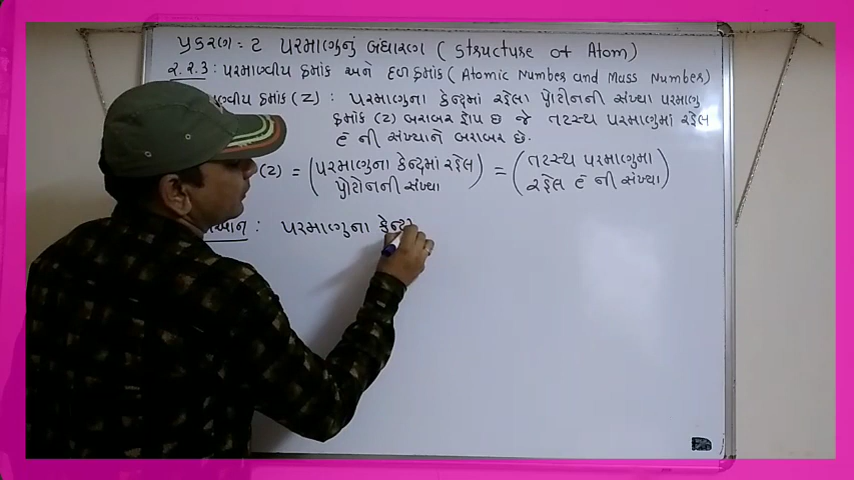 પ્રકરણ : ૨ પરમાણુનું બંધારણ ( Structure of Atom )
૨.૨.૩ : પરમાણ્વીય ક્રમાંક અને દળ ક્રમાંક ( Atomic Number and Mass Number )
ણ્વીય ક્રમાંક (Z) : પરમાણુના કેન્દ્રમાં રહેલા પ્રોટોનની સંખ્યા પરમાણુ
ક્રમાંક (Z) બરાબર હોય છે જે તટસ્થ પરમાણુમાં રહેલ
ē ની સંખ્યાને બરાબર છે.
(Z) = ( પરમાણુના કેન્દ્રમાં રહેલ પ્રોટોનની સંખ્યા ) = ( તટસ્થ પરમાણુમા રહેલ ē ની સંખ્યા )
: પરમાણુના